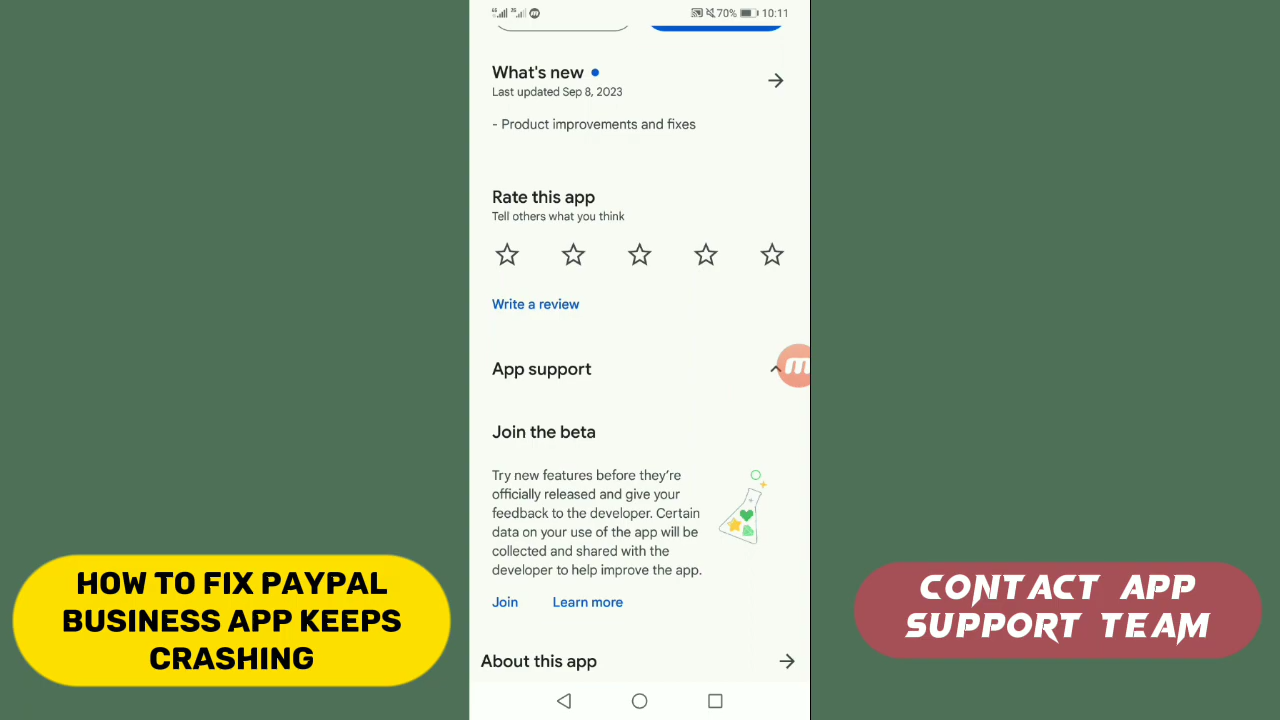 70% 10:11
What's new
Last updated Sep 8, 2023
- Product improvements and fixes
Rate this app
Tell others what you think
Write a review
App support
Join the beta
Try new features before they're
officially released and give your
feedback to the developer. Certain
data on your use of the app will be
collected and shared with the
developer to help improve the app.
Join Learn more
About this app
HOW TO FIX PAYPAL
BUSINESS APP KEEPS
CRASHING
CONTACT APP
SUPPORT TEAM